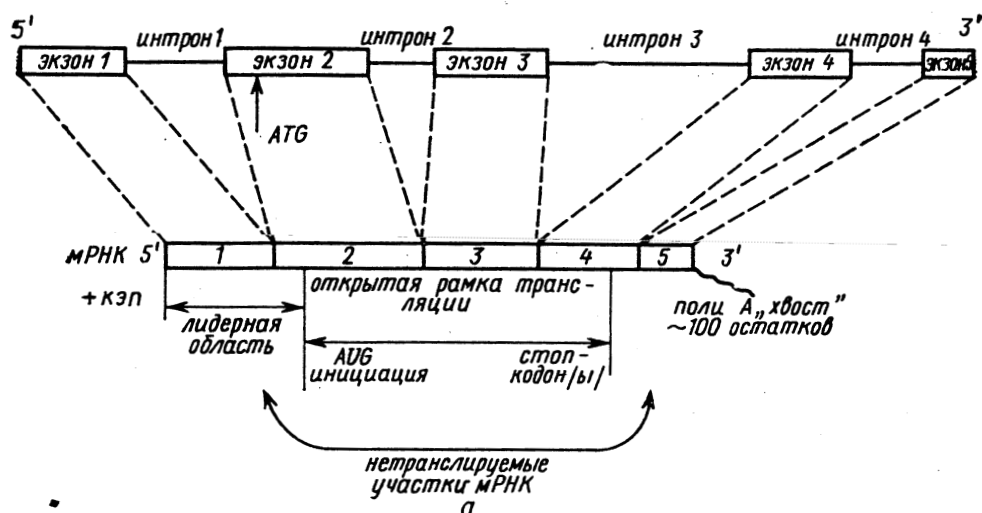 5' 3'
интрон 1 интрон 2 интрон 3 интрон 4
экзон 1 экзон 2 экзон 3 экзон 4 экзон 5
ATG
мРНК 5' 1 2 3 4 5 3'
+ кэп
открытая рамка транс-
ляции
поли А „хвост"
~100 остатков
лидерная
область
AUG
инициация
стоп-
кодон/ы/
нетранслируемые
участки мРНК
а